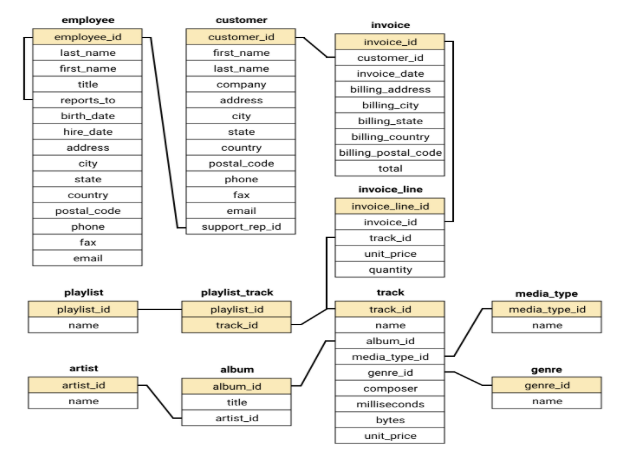 employee
employee_id
last_name
first_name
title
reports_to
birth_date
hire_date
address
city
state
country
postal_code
phone
fax
email
customer
customer_id
first_name
last_name
company
address
city
state
country
postal_code
phone
fax
email
support_rep_id
invoice
invoice_id
customer_id
invoice_date
billing_address
billing_city
billing_state
billing_country
billing_postal_code
total
invoice_line
invoice_line_id
invoice_id
track_id
unit_price
quantity
playlist
playlist_id
name
playlist_track
playlist_id
track_id
track
track_id
name
album_id
media_type_id
genre_id
composer
milliseconds
bytes
unit_price
media_type
media_type_id
name
artist
artist_id
name
album
album_id
title
artist_id
genre
genre_id
name